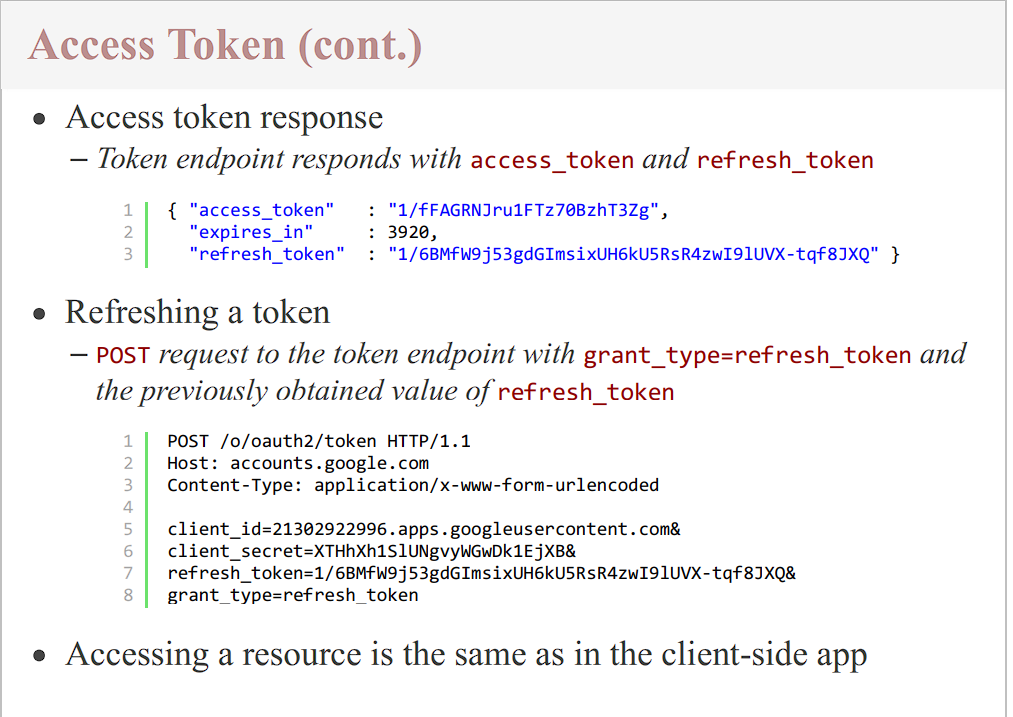 Access Token (cont.)
• Access token response
– Token endpoint responds with access_token and refresh_token
1 { "access_token" : "1/fFAGRNJru1FTz70BzhT3Zg",
2 "expires_in" : 3920,
3 "refresh_token" : "1/6BMfW9j53gdGImsixUH6kU5RsR4zwI9lUVX-tqf8JXQ" }
• Refreshing a token
– POST request to the token endpoint with grant_type=refresh_token and
the previously obtained value of refresh_token
1 POST /o/oauth2/token HTTP/1.1
2 Host: accounts.google.com
3 Content-Type: application/x-www-form-urlencoded
4
5 client_id=21302922996.apps.googleusercontent.com&
6 client_secret=XTHhXh1SlUNgvyWGwDk1EjXB&
7 refresh_token=1/6BMfW9j53gdGImsixUH6kU5RsR4zwI9lUVX-tqf8JXQ&
8 grant_type=refresh_token
• Accessing a resource is the same as in the client-side app